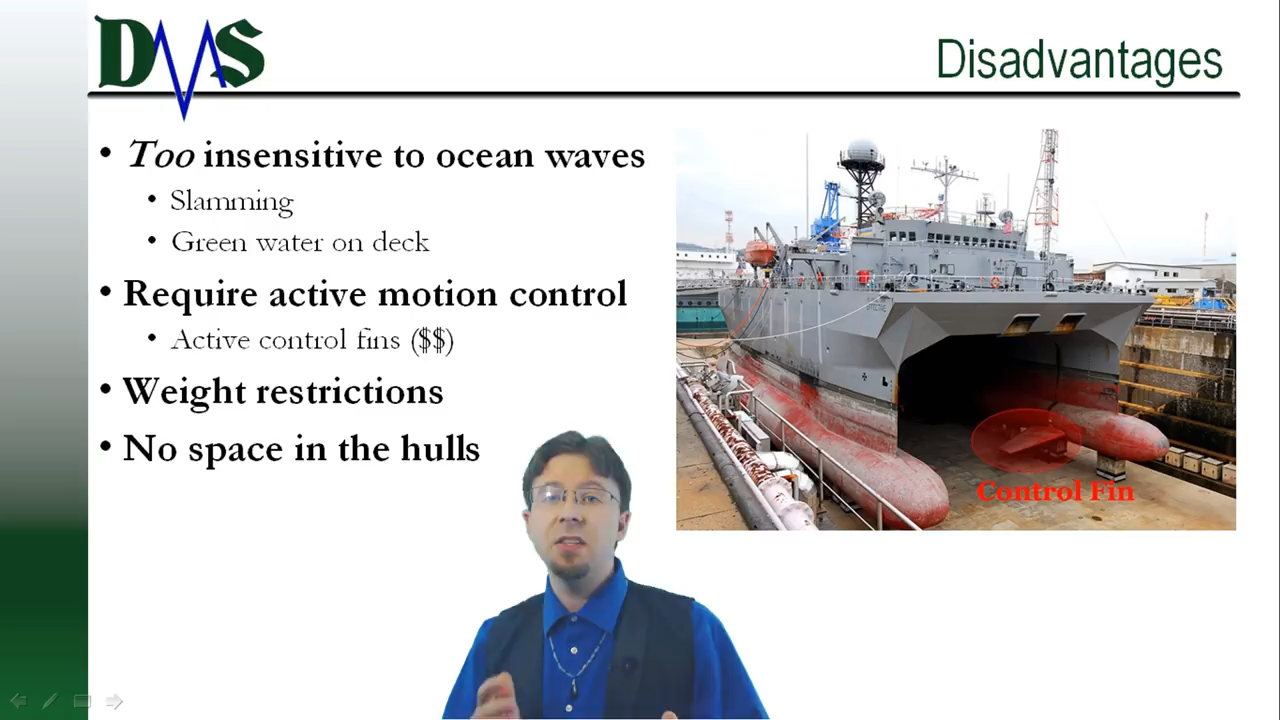 DMS
Disadvantages
• Too insensitive to ocean waves
• Slamming
• Green water on deck
• Require active motion control
• Active control fins ($$)
• Weight restrictions
• No space in the hulls
Control Fin